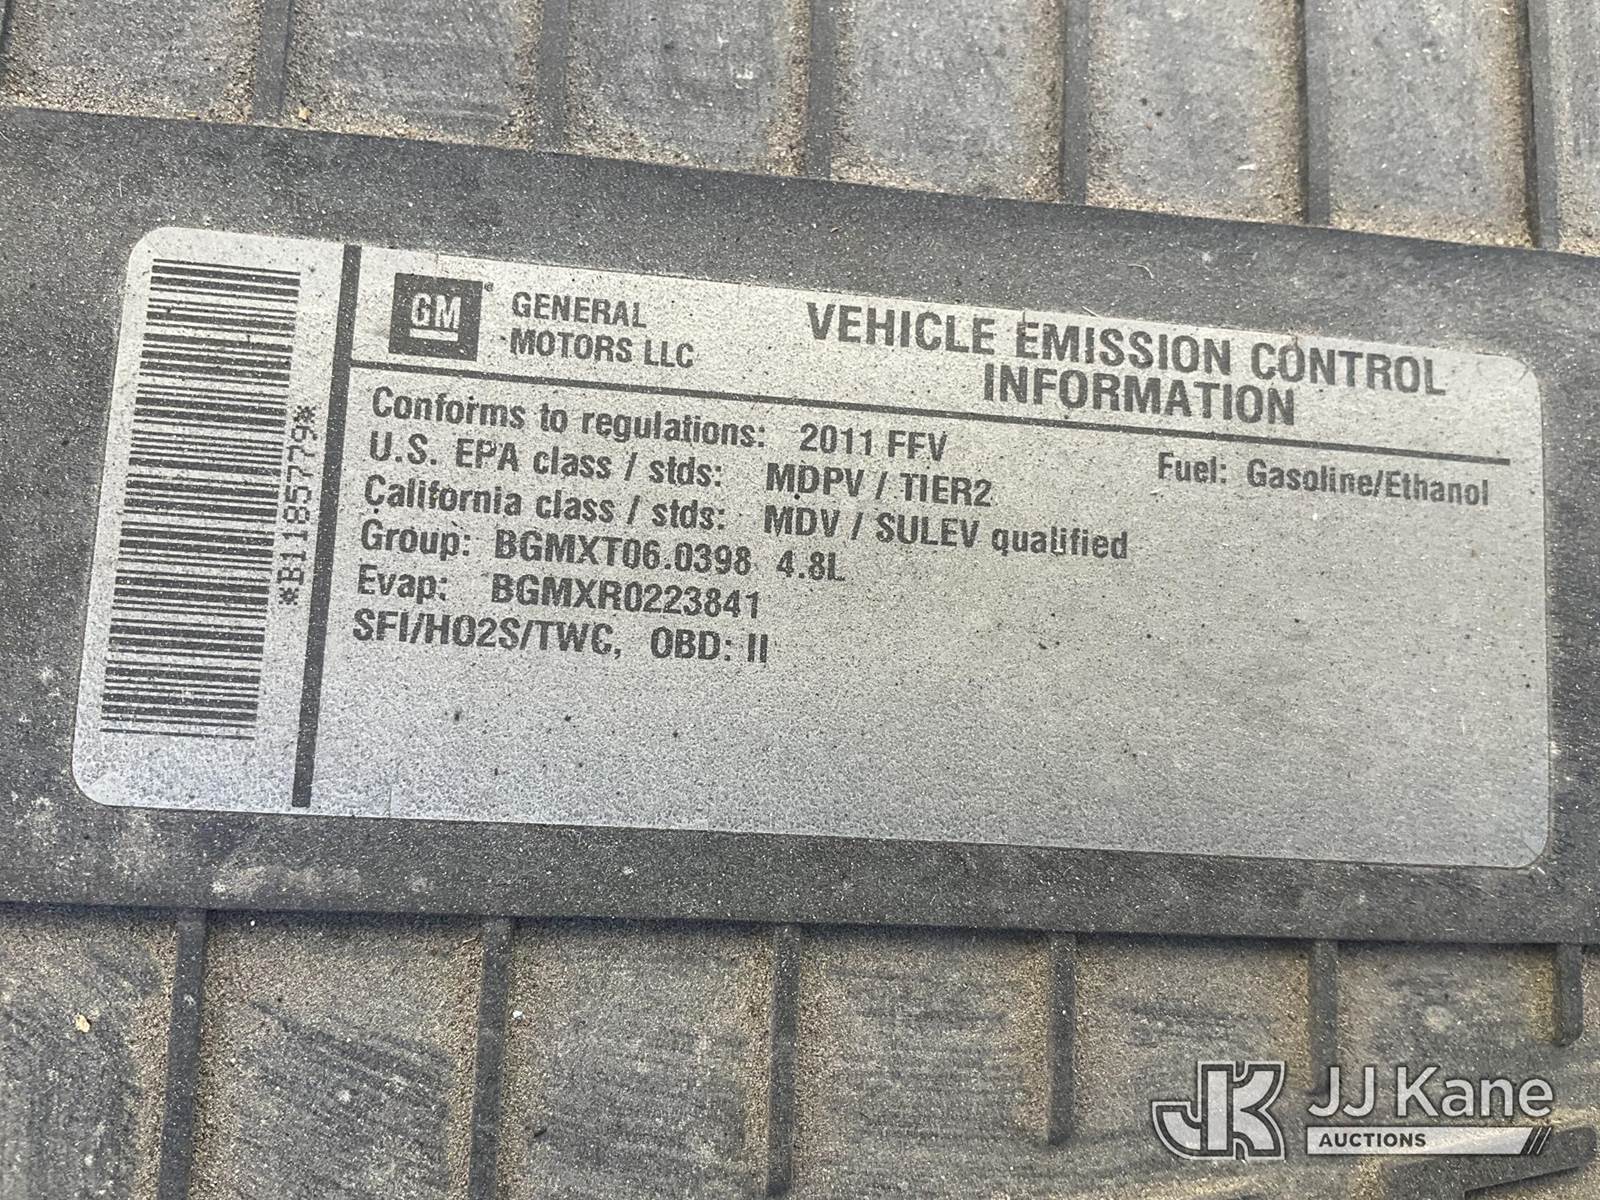 *B1185779*
GM GENERAL
MOTORS LLC
VEHICLE EMISSION CONTROL
INFORMATION
Conforms to regulations: 2011 FFV
Fuel: Gasoline/Ethanol
U.S. EPA class / stds: MDPV / TIER2
California class / stds: MDV / SULEV qualified
Group: BGMXT06.0398 4.8L
Evap: BGMXR0223841
SFI/HO2S/TWC, OBD: II
JK JJ Kane
AUCTIONS